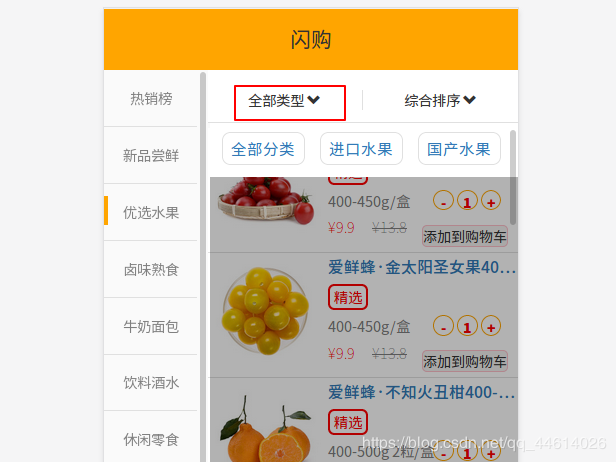 闪购
热销榜
新品尝鲜
优选水果
卤味熟食
牛奶面包
饮料酒水
休闲零食
全部类型 综合排序
全部分类 进口水果 国产水果
精选
400-450g/盒 - 1 +
¥9.9 ¥13.8 添加到购物车
爱鲜蜂·金太阳圣女果40...
精选
400-450g/盒 - 1 +
¥9.9 ¥13.8 添加到购物车
爱鲜蜂·不知火丑柑400-...
精选
400-500g 2粒/盒 - 1 +
https://blog.csdn.net/qq_44614026